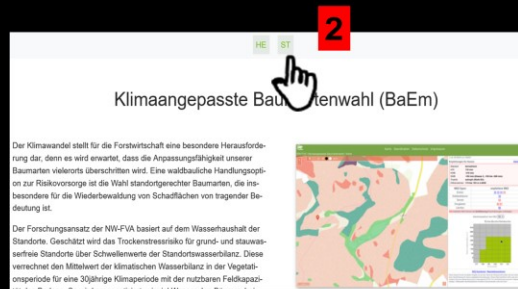 HE ST 2
Klimaangepasste Baumartenwahl (BaEm)
Der Klimawandel stellt für die Forstwirtschaft eine besondere Herausforde-
rung dar, denn es wird erwartet, dass die Anpassungsfähigkeit unserer
Baumarten vielerorts überschritten wird. Eine waldbauliche Handlungsopti-
on zur Risikovorsorge ist die Wahl standortgerechter Baumarten, die ins-
besondere für die Wiederbewaldung von Schadflächen von tragender Be-
deutung ist.
Der Forschungsansatz der NW-FVA basiert auf dem Wasserhaushalt der
Standorte. Geschätzt wird das Trockenstressrisiko für grund- und stauwas-
serfreie Standorte über Schwellenwerte der Standortswasserbilanz. Diese
verrechnet den Mittelwert der klimatischen Wasserbilanz in der Vegetati-
onsperiode für eine 30jährige Klimaperiode mit der nutzbaren Feldkapazi-